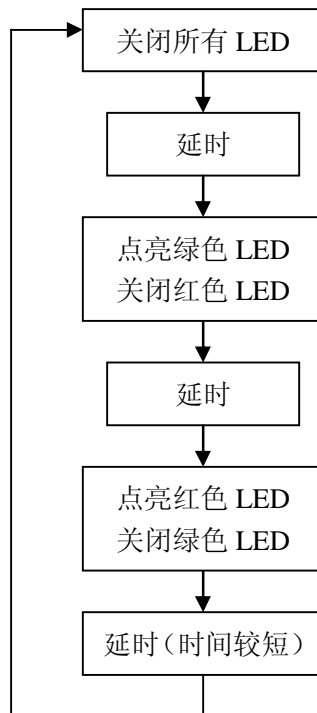 关闭所有 LED
延时
点亮绿色 LED
关闭红色 LED
延时
点亮红色 LED
关闭绿色 LED
延时（时间较短）